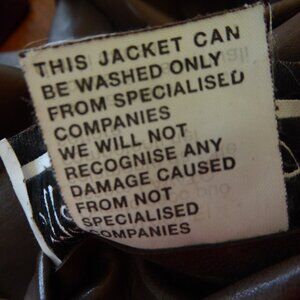 THIS JACKET CAN
BE WASHED ONLY
FROM SPECIALISED
COMPANIES
WE WILL NOT
RECOGNISE ANY
DAMAGE CAUSED
FROM NOT
SPECIALISED
COMPANIES